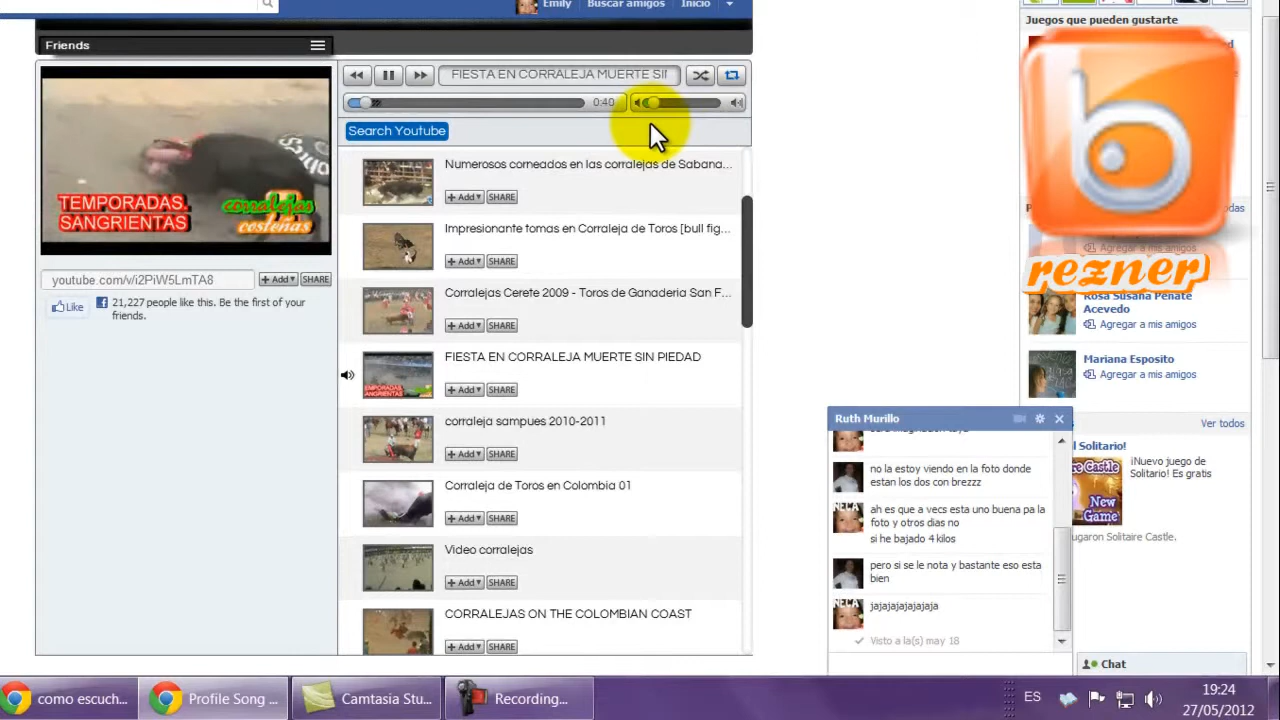 Emily
Buscar amigos
Inicio
Friends
FIESTA EN CORRALEJA MUERTE SIN
0:40
Search Youtube
TEMPORADAS.
SANGRIENTAS
corralejas
costeñas
youtube.com/v/i2PiW5LmTA8
+ Add
SHARE
Like
21,227 people like this. Be the first of your
friends.
Numerosos corneados en las corralejas de Sabana...
+ Add
SHARE
Impresionante tomas en Corraleja de Toros [bull fig...
+ Add
SHARE
Corralejas Cerete 2009 - Toros de Ganaderia San F...
+ Add
SHARE
FIESTA EN CORRALEJA MUERTE SIN PIEDAD
+ Add
SHARE
corraleja sampues 2010-2011
+ Add
SHARE
Corraleja de Toros en Colombia 01
+ Add
SHARE
Video corralejas
+ Add
SHARE
CORRALEJAS ON THE COLOMBIAN COAST
+ Add
SHARE
Juegos que pueden gustarte
b
rezner
Agregar a mis amigos
Rosa Susana Peñate
Acevedo
Agregar a mis amigos
Mariana Esposito
Agregar a mis amigos
Ver todos
Solitario!
¡Nuevo juego de
Solitario! Es gratis
New
Game
jugaron Solitaire Castle.
Ruth Murillo
no la estoy viendo en la foto donde
estan los dos con brezzz
ah es que a vecs esta uno buena pa la
foto y otros dias no
si he bajado 4 kilos
pero si se le nota y bastante eso esta
bien
jajajajajajajaja
Visto a la(s) may 18
Chat
como escuch...
Profile Song ...
Camtasia Stu...
Recording...
ES
19:24
27/05/2012